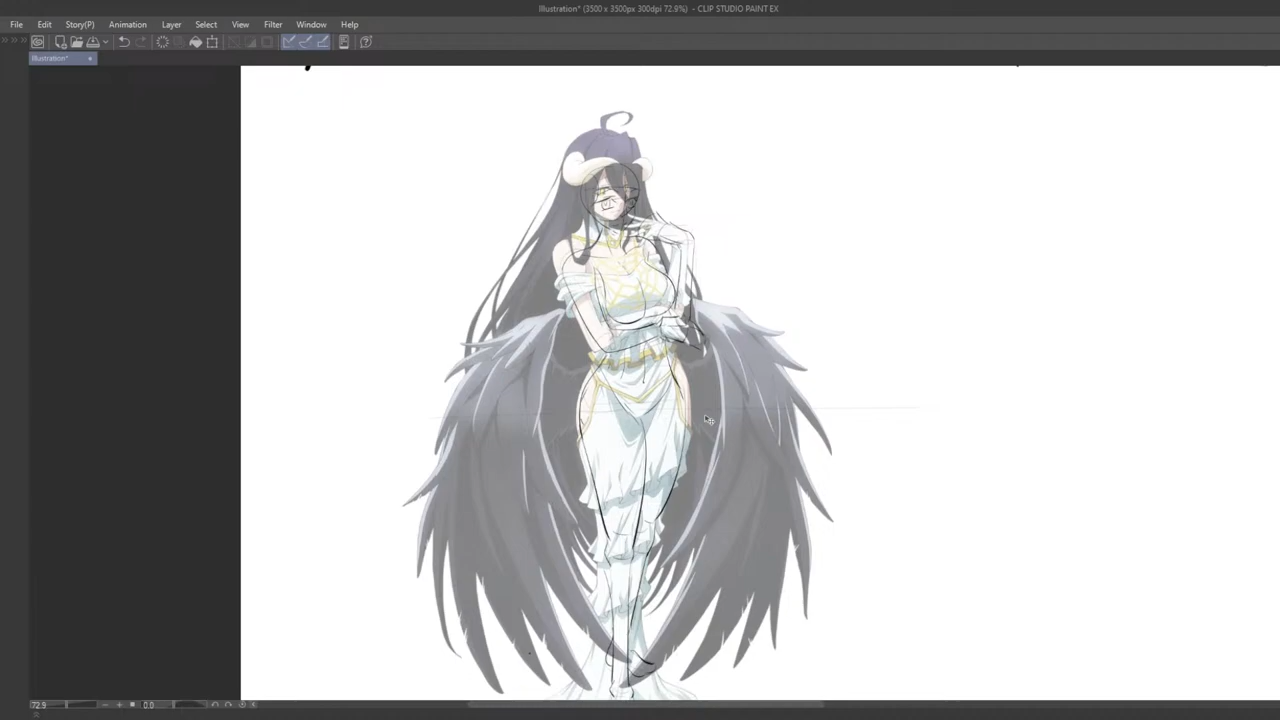 Illustration* (3500 x 3500px 300dpi 72.9%) - CLIP STUDIO PAINT EX
File Edit Story(P) Animation Layer Select View Filter Window Help
Illustration*
72.9 0.0